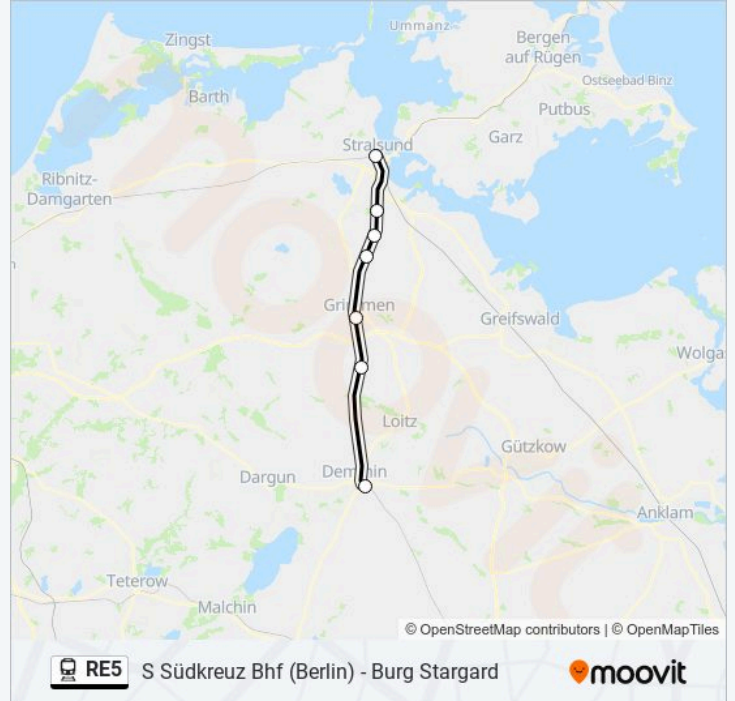 Zingst
Ummanz
Bergen
auf Rügen
Ostseebad Binz
Barth
Putbus
Garz
Stralsund
Ribnitz-
Damgarten
Grimmen
Greifswald
Wolga
Loitz
Gützkow
Dargun
Demmin
Anklam
Teterow
Malchin
© OpenStreetMap contributors | © OpenMapTiles
RE5 S Südkreuz Bhf (Berlin) - Burg Stargard moovit
moovit